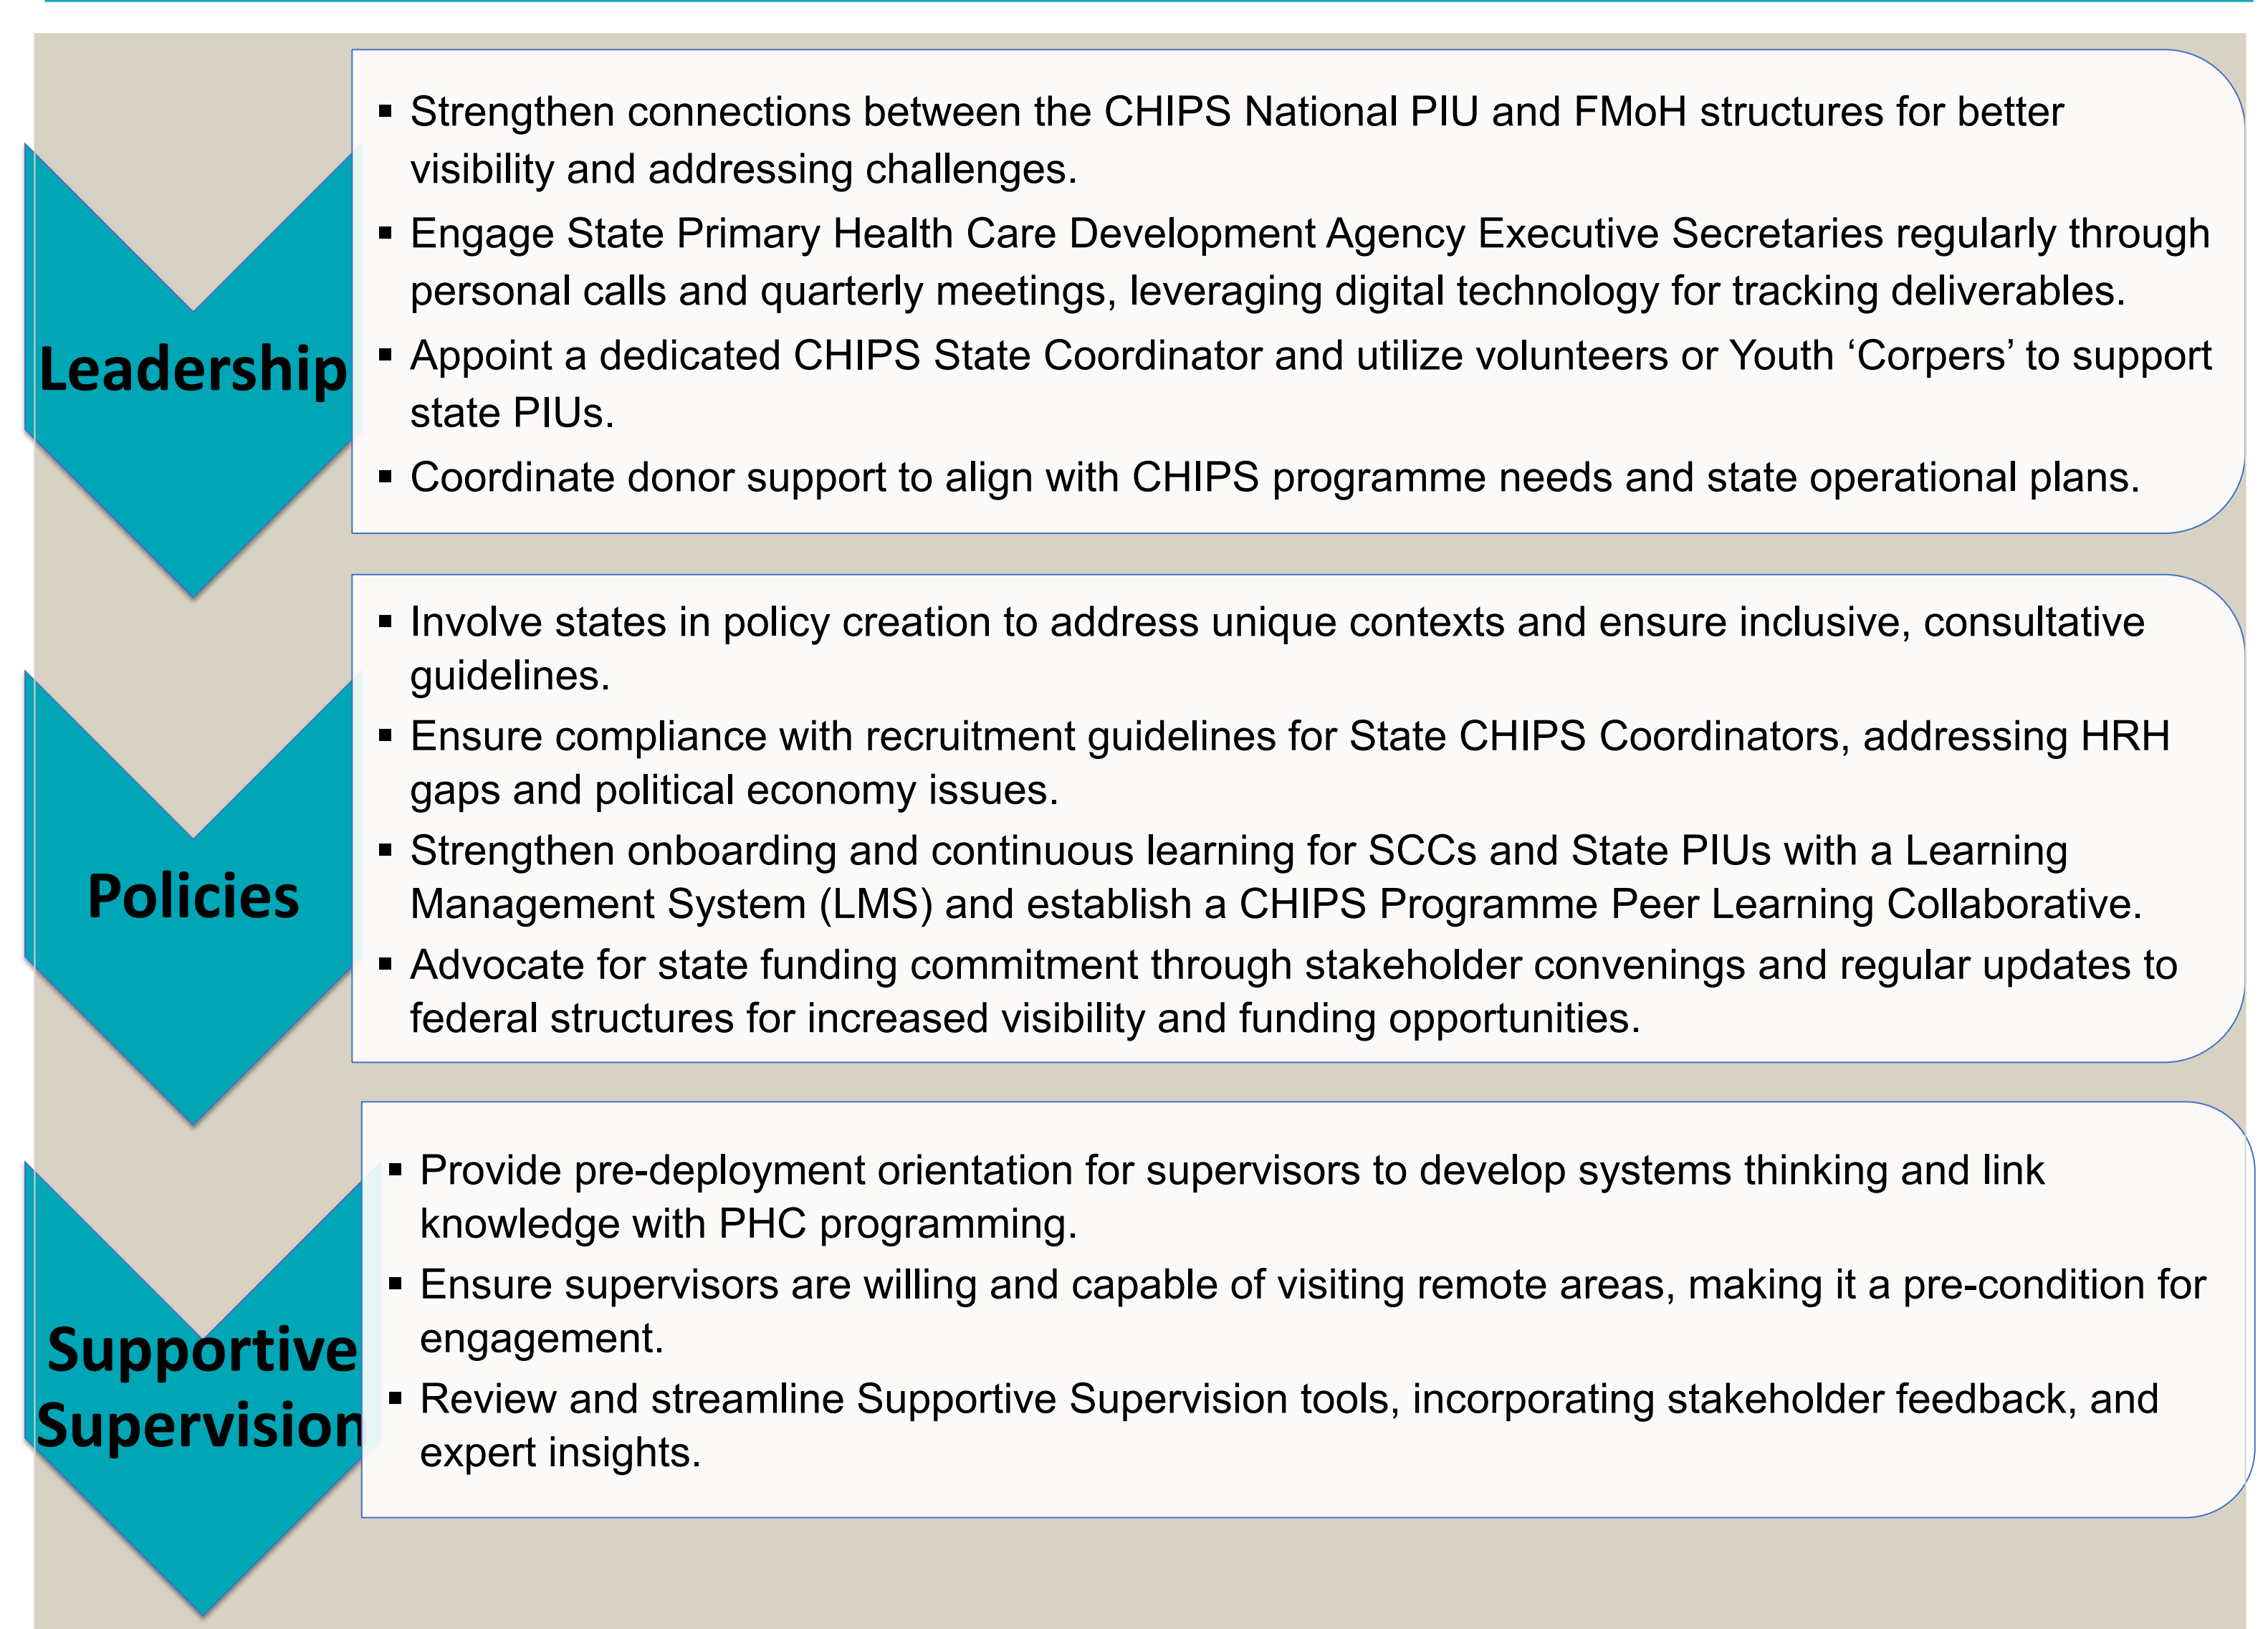 Leadership
▪ Strengthen connections between the CHIPS National PIU and FMoH structures for better
visibility and addressing challenges.
▪ Engage State Primary Health Care Development Agency Executive Secretaries regularly through
personal calls and quarterly meetings, leveraging digital technology for tracking deliverables.
▪ Appoint a dedicated CHIPS State Coordinator and utilize volunteers or Youth ‘Corpers’ to support
state PIUs.
▪ Coordinate donor support to align with CHIPS programme needs and state operational plans.
Policies
▪ Involve states in policy creation to address unique contexts and ensure inclusive, consultative
guidelines.
▪ Ensure compliance with recruitment guidelines for State CHIPS Coordinators, addressing HRH
gaps and political economy issues.
▪ Strengthen onboarding and continuous learning for SCCs and State PIUs with a Learning
Management System (LMS) and establish a CHIPS Programme Peer Learning Collaborative.
▪ Advocate for state funding commitment through stakeholder convenings and regular updates to
federal structures for increased visibility and funding opportunities.
Supportive
Supervision
▪ Provide pre-deployment orientation for supervisors to develop systems thinking and link
knowledge with PHC programming.
▪ Ensure supervisors are willing and capable of visiting remote areas, making it a pre-condition for
engagement.
▪ Review and streamline Supportive Supervision tools, incorporating stakeholder feedback, and
expert insights.